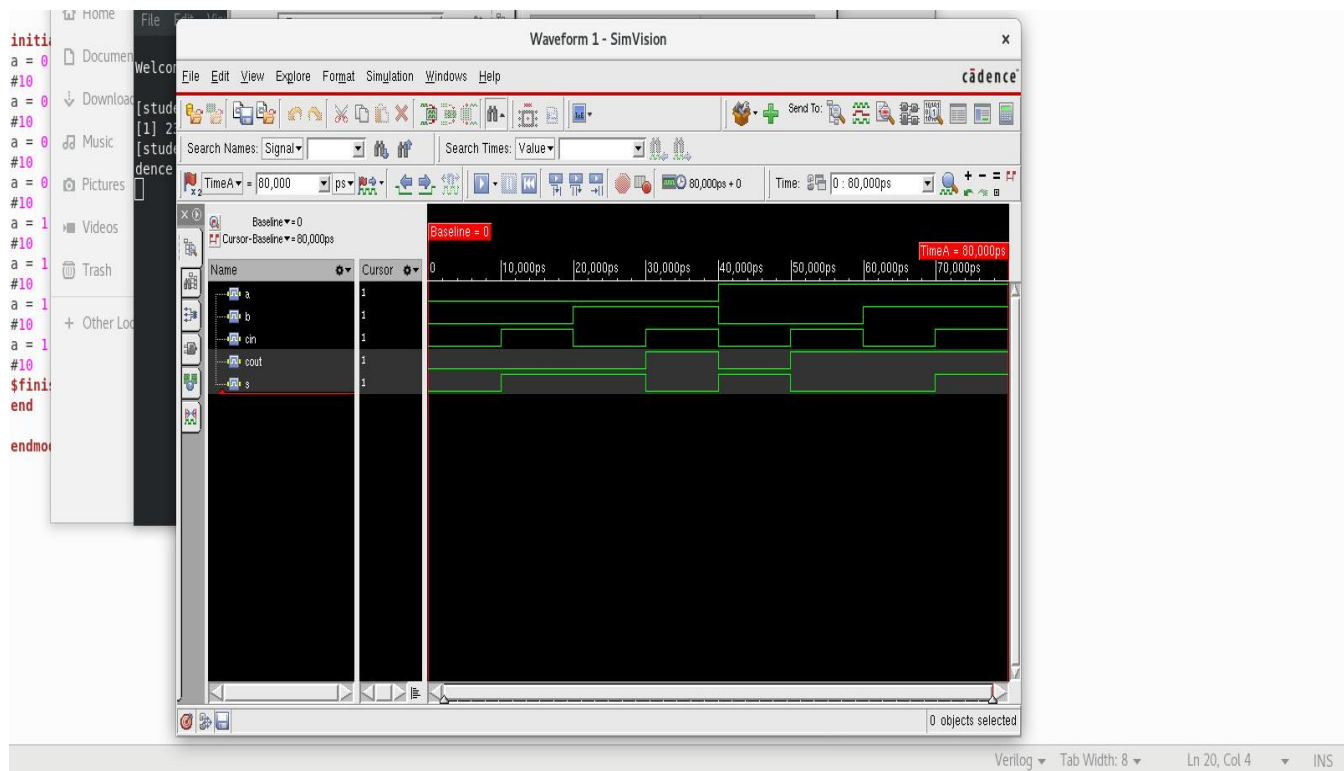 Home
File
initia
a = 0
#10
a = 0
#10
a = 0
#10
a = 0
#10
a = 1
#10
a = 1
#10
a = 1
#10
a = 1
#10
$finis
end
endmo
Documen
Downloa
Music
Pictures
Videos
Trash
+ Other Loc
Welcor
[stude
[1] 23
[stude
dence
Waveform 1 - SimVision
x
File Edit View Explore Format Simulation Windows Help
cādence
Send To:
Search Names: Signal
Search Times: Value
TimeA = 80,000 ps
80,000ps + 0
Time: 0 : 80,000ps
Baseline = 0
Cursor-Baseline = 80,000ps
Baseline = 0
TimeA = 80,000ps
Name Cursor
0 10,000ps 20,000ps 30,000ps 40,000ps 50,000ps 60,000ps 70,000ps
a 1
b 1
cin 1
cout 1
s 1
0 objects selected
Verilog Tab Width: 8 Ln 20, Col 4 INS